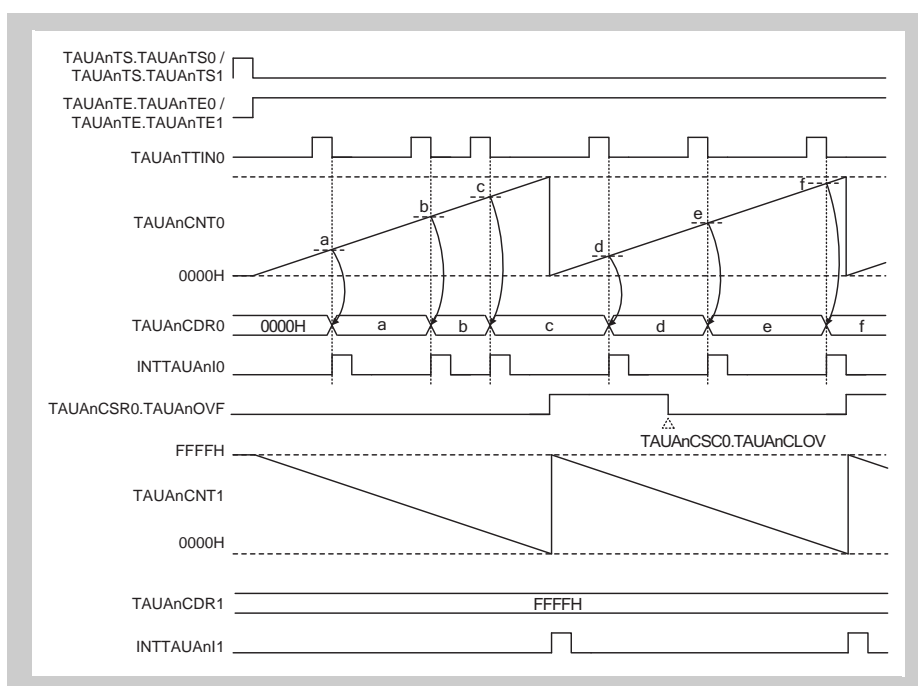 TAUAnTS.TAUAnTS0 /
TAUAnTS.TAUAnTS1
TAUAnTE.TAUAnTE0 /
TAUAnTE.TAUAnTE1
TAUAnTTIN0
TAUAnCNT0
a
b
c
d
e
f
0000H
TAUAnCDR0
0000H
a
b
c
d
e
f
INTTAUAnI0
TAUAnCSR0.TAUAnOVF
TAUAnCSC0.TAUAnCLOV
FFFFH
TAUAnCNT1
0000H
TAUAnCDR1
FFFFH
INTTAUAnI1